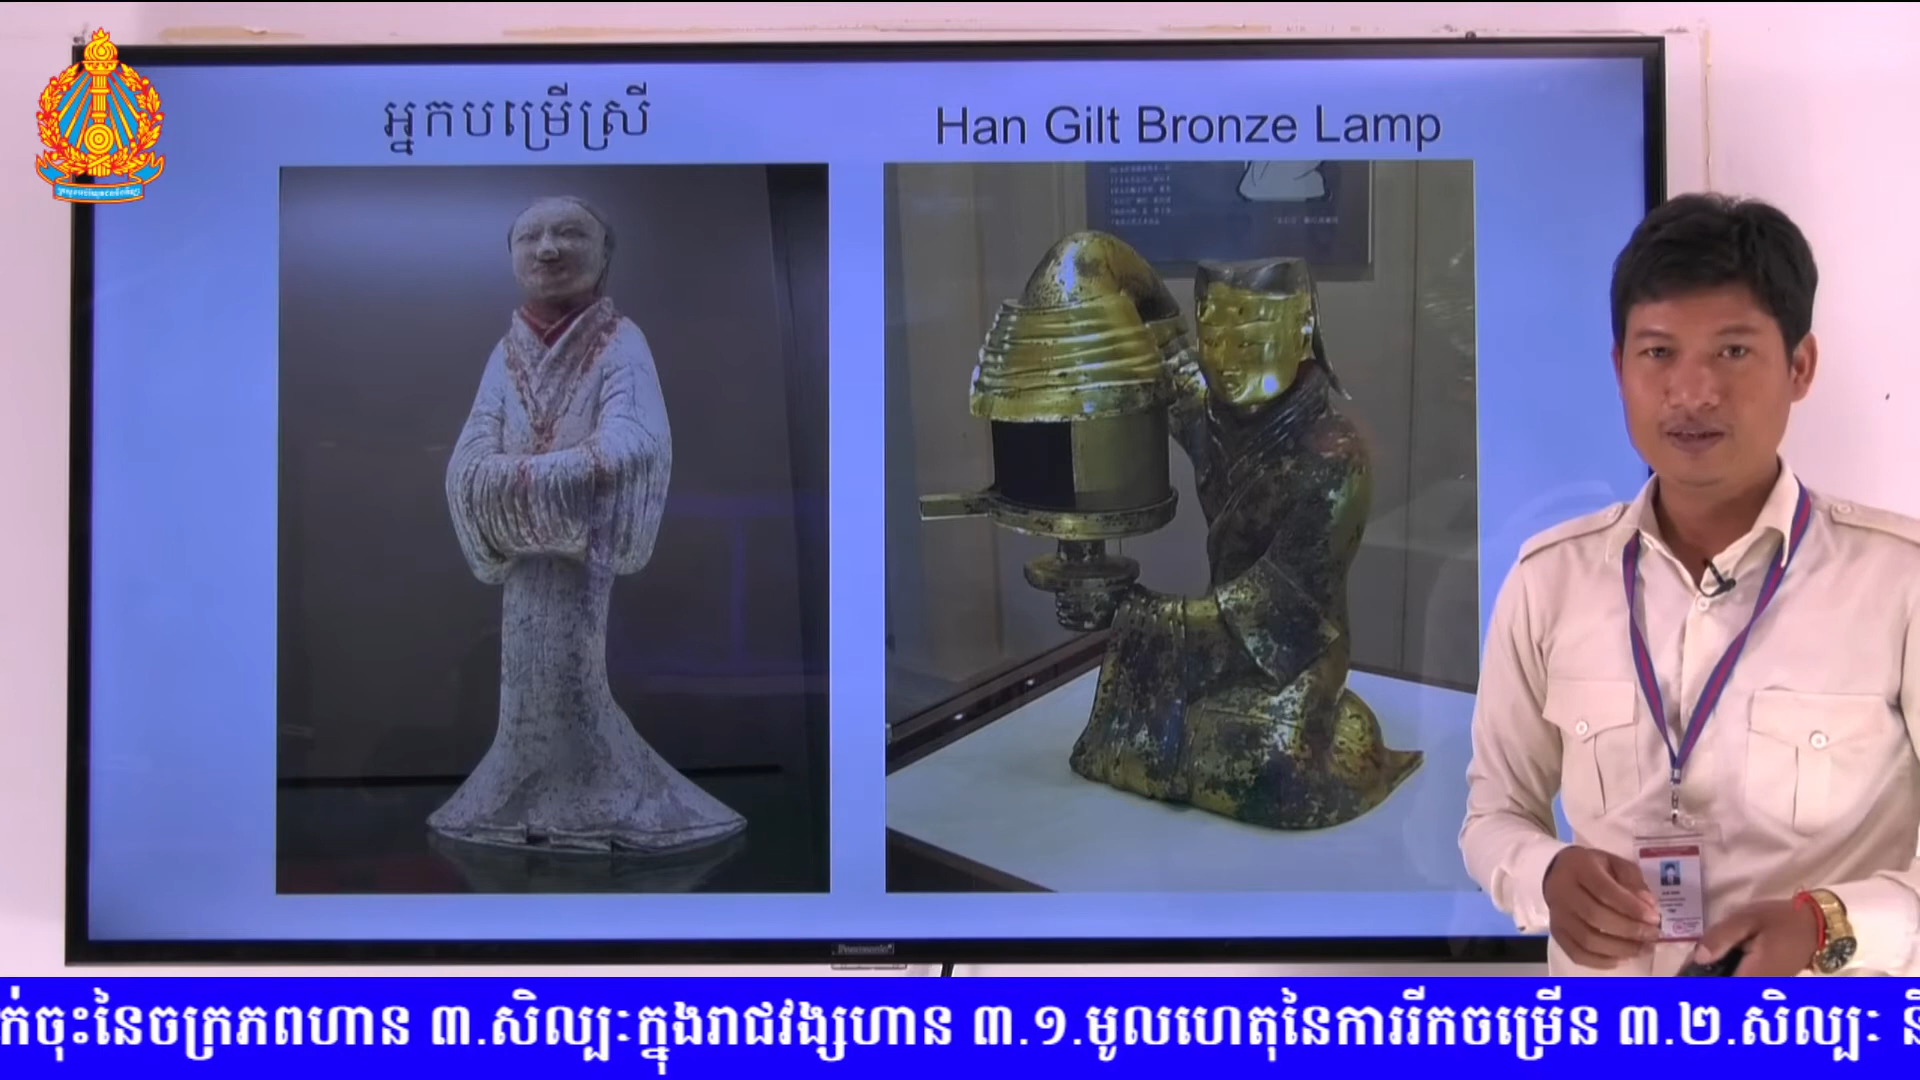 អ្នកបម្រើស្រី
Han Gilt Bronze Lamp
ក់ចុះនៃចក្រភពហាន ៣.សិល្បៈក្នុងរាជវង្សហាន ៣.១.មូលហេតុនៃការរីកចម្រើន ៣.២.សិល្បៈ និ